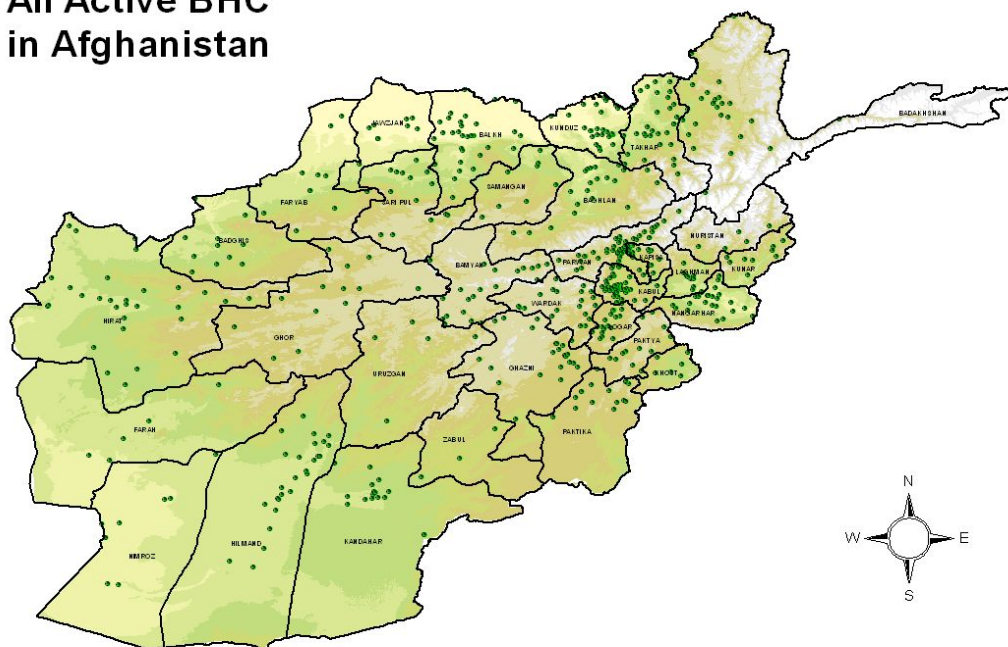 All Active BHC
in Afghanistan
BADAKHSHAN
JAWZJAN
BALKH
KUNDUZ
TAKHAR
SAMANGAN
FARYAB
SARI PUL
BAGHLAN
BADGHIS
NURISTAN
BAMYAN
PARWAN
KAPISA
LAGHMAN
KUNAR
KABUL
WARDAK
HIRAT
NANGARHAR
LOGAR
GHOR
PAKTYA
GHAZNI
KHOST
URUZGAN
FARAH
PAKTIKA
ZABUL
N
W
E
S
HILMAND
KANDAHAR
NIMROZ